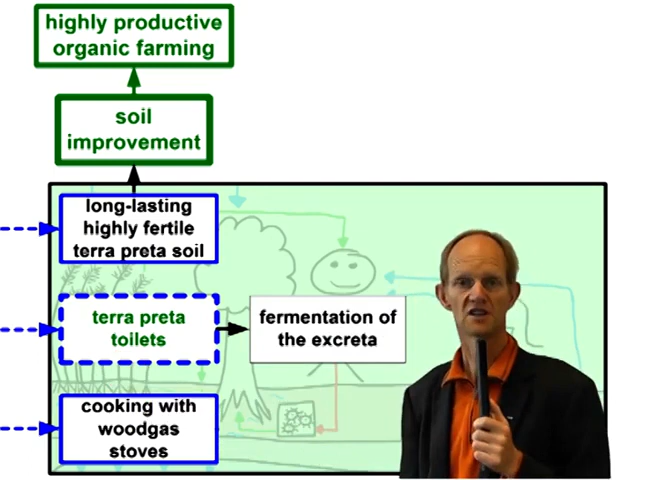 highly productive
organic farming
soil
improvement
long-lasting
highly fertile
terra preta soil
terra preta
toilets
fermentation of
the excreta
cooking with
woodgas
stoves